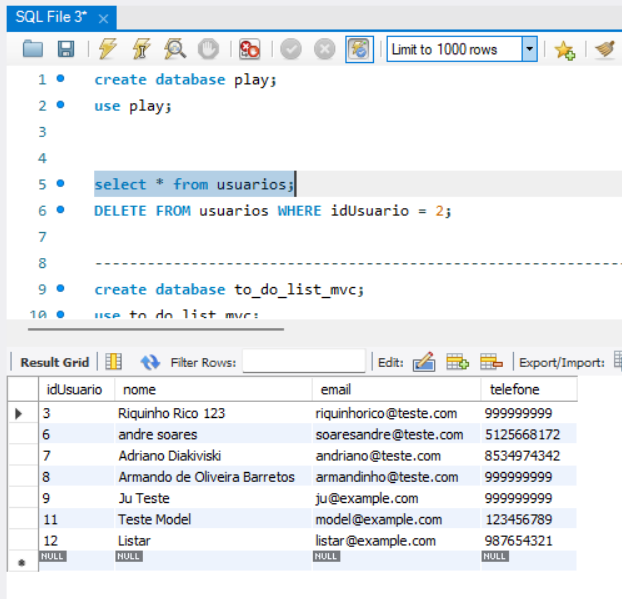 SQL File 3*
Limit to 1000 rows
1 create database play;
2 use play;
3
4
5 select * from usuarios;
6 DELETE FROM usuarios WHERE idUsuario = 2;
7
8 ------------------------------------------------------------
9 create database to_do_list_mvc;
10 use to_do_list_mvc;
Result Grid Filter Rows: Edit: Export/Import:
idUsuario nome email telefone
3 Riquinho Rico 123 riquinhorico@teste.com 999999999
6 andre soares soaresandre@teste.com 5125668172
7 Adriano Diakiviski andriano@teste.com 8534974342
8 Armando de Oliveira Barretos armandinho@teste.com 999999999
9 Ju Teste ju@example.com 999999999
11 Teste Model model@example.com 123456789
12 Listar listar@example.com 987654321
NULL NULL NULL NULL